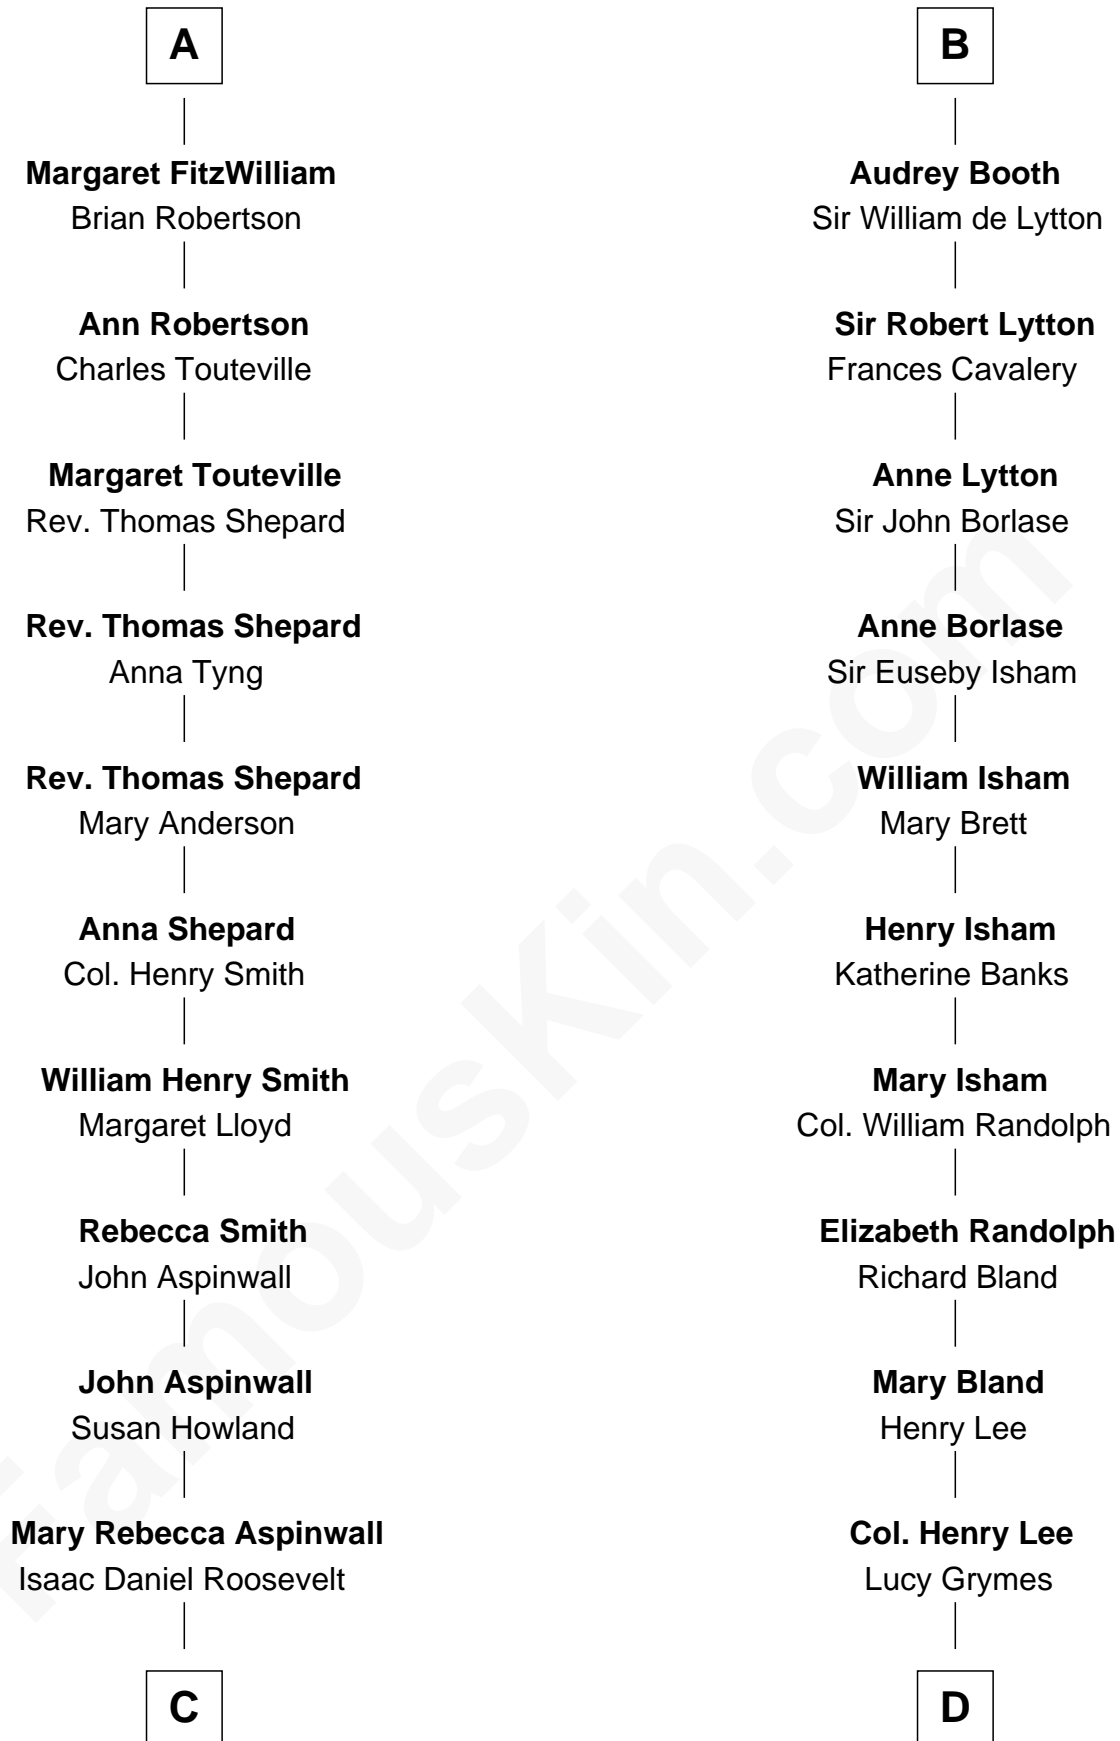 A
Margaret FitzWilliam
Brian Robertson
Ann Robertson
Charles Touteville
Margaret Touteville
Rev. Thomas Shepard
Rev. Thomas Shepard
Anna Tyng
Rev. Thomas Shepard
Mary Anderson
Anna Shepard
Col. Henry Smith
William Henry Smith
Margaret Lloyd
Rebecca Smith
John Aspinwall
John Aspinwall
Susan Howland
Mary Rebecca Aspinwall
Isaac Daniel Roosevelt
C
B
Audrey Booth
Sir William de Lytton
Sir Robert Lytton
Frances Cavalery
Anne Lytton
Sir John Borlase
Anne Borlase
Sir Euseby Isham
William Isham
Mary Brett
Henry Isham
Katherine Banks
Mary Isham
Col. William Randolph
Elizabeth Randolph
Richard Bland
Mary Bland
Henry Lee
Col. Henry Lee
Lucy Grymes
D
FamousKin.com